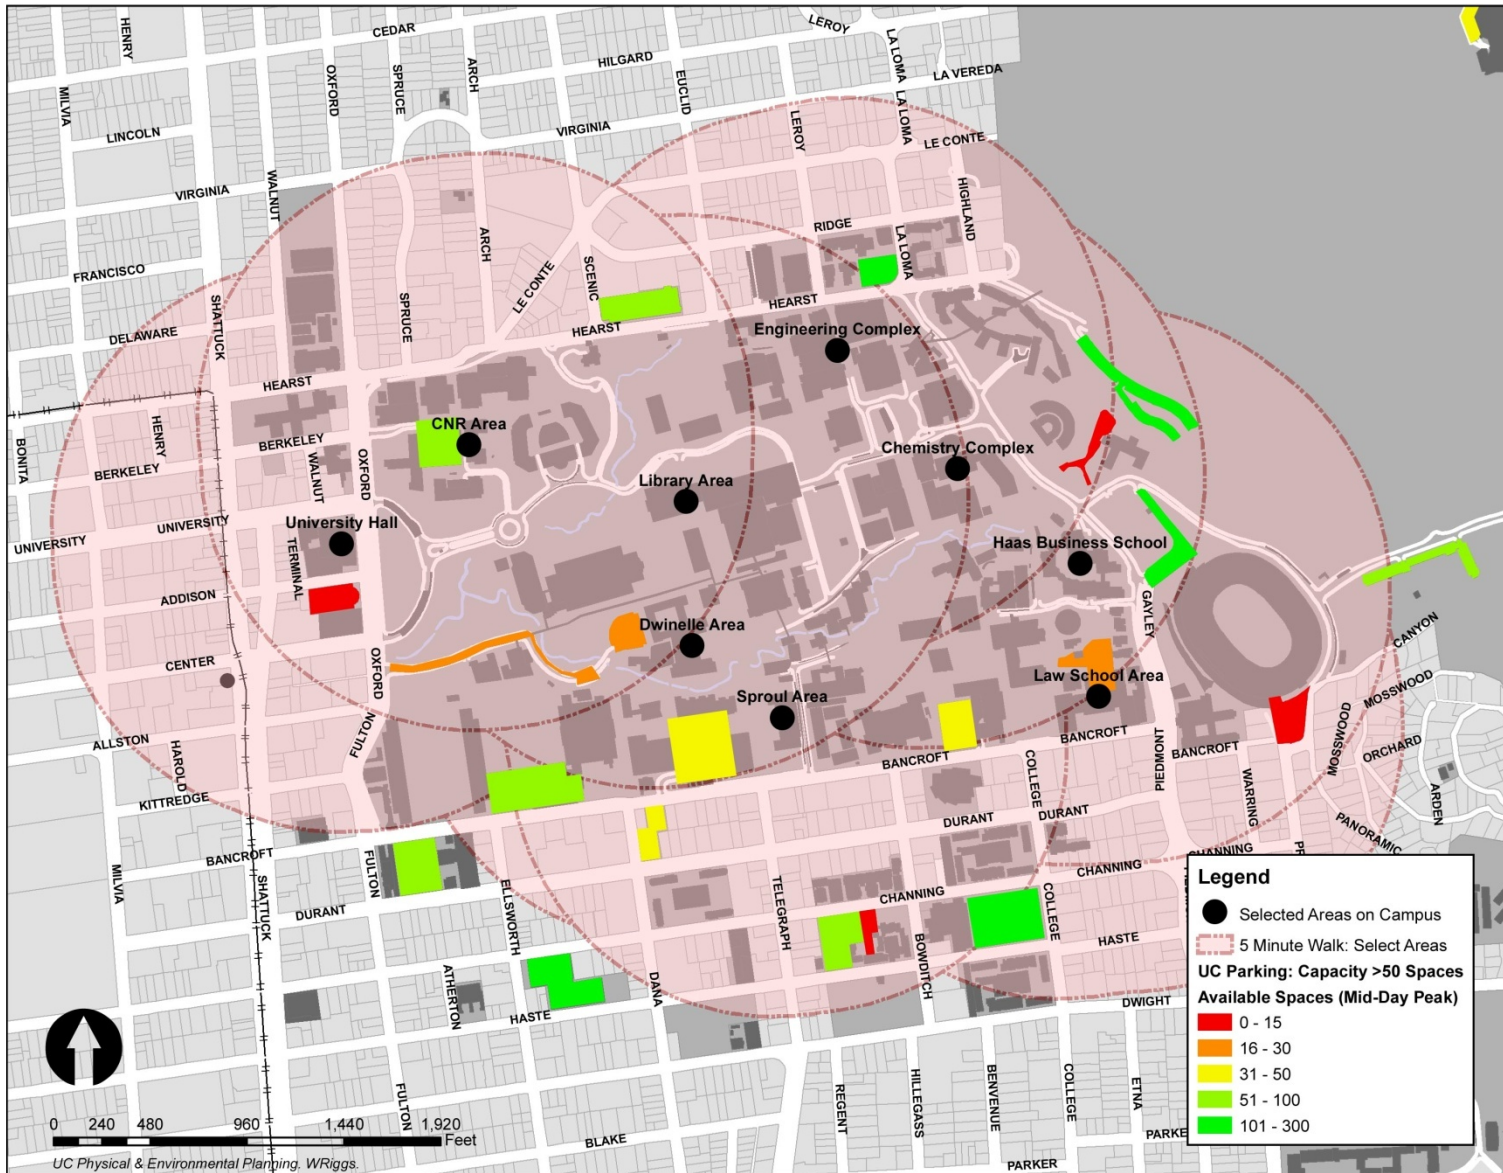 HENRY
CEDAR
LEROY
MILVIA
OXFORD
SPRUCE
ARCH
HILGARD
EUCLID
LA LOMA
LA LOMA
LA VEREDA
LINCOLN
VIRGINIA
LEROY
LE CONTE
VIRGINIA
WALNUT
HIGHLAND
RIDGE
ARCH
LA LOMA
FRANCISCO
SCENIC
LE CONTE
SHATTUCK
SPRUCE
HEARST
DELAWARE
HEARST
Engineering Complex
HEARST
CNR Area
BONITA
HENRY
BERKELEY
BERKELEY
WALNUT
OXFORD
Chemistry Complex
Library Area
UNIVERSITY
University Hall
UNIVERSITY
TERMINAL
Haas Business School
ADDISON
GAYLEY
Dwinelle Area
CANYON
CENTER
OXFORD
Law School Area
MOSSWOOD
Sproul Area
ALLSTON
FULTON
HAROLD
BANCROFT
BANCROFT
BANCROFT
MOSSWOOD
ORCHARD
PIEDMONT
KITTREDGE
COLLEGE
WARRING
ARDEN
DURANT
DURANT
PANORAMIC
BANCROFT
MILVIA
SHATTUCK
FULTON
CHANNING
CHANNING
CHANNING
DURANT
ELLSWORTH
TELEGRAPH
COLLEGE
HASTE
BOWDITCH
ATHERTON
DANA
HASTE
DWIGHT
FULTON
REGENT
HILLEGASS
BENVENUE
COLLEGE
ETNA
BLAKE
PARKER
Legend
Selected Areas on Campus
5 Minute Walk: Select Areas
UC Parking: Capacity >50 Spaces
Available Spaces (Mid-Day Peak)
0 - 15
16 - 30
31 - 50
51 - 100
101 - 300
0 240 480 960 1,440 1,920
Feet
UC Physical & Environmental Planning. WRiggs.